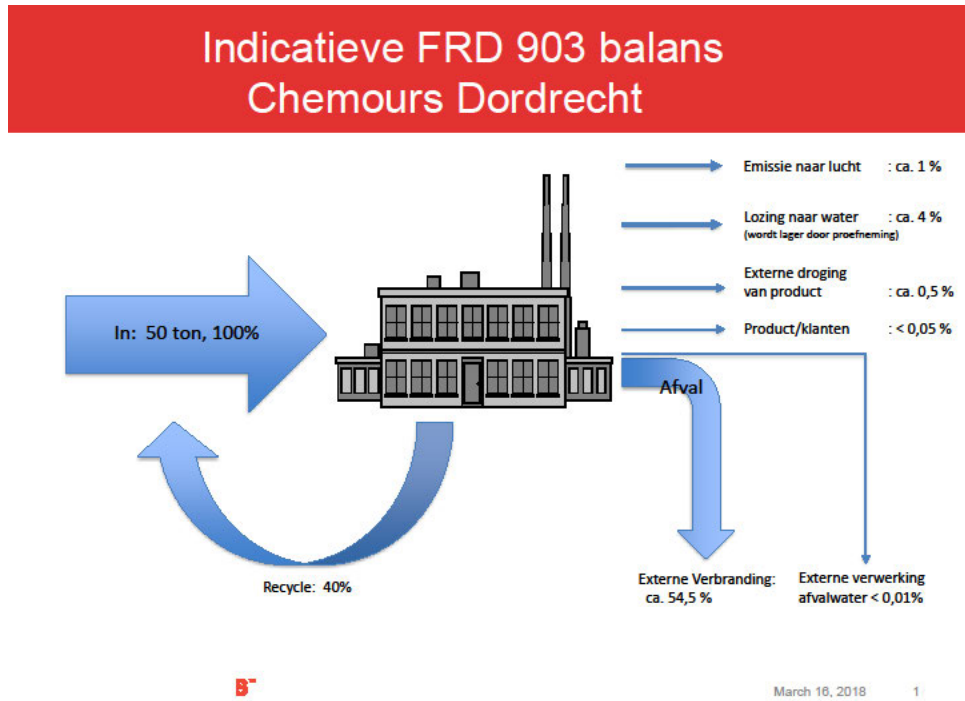 Indicatieve FRD 903 balans
Chemours Dordrecht
Emissie naar lucht : ca. 1 %
Lozing naar water : ca. 4 %
(wordt lager door proefneming)
Externe droging
van product : ca. 0,5 %
In: 50 ton, 100%
Product/klanten : < 0,05 %
Afval
Recycle: 40%
Externe Verbranding:
ca. 54,5 %
Externe verwerking
afvalwater < 0,01%
B
March 16, 2018 1